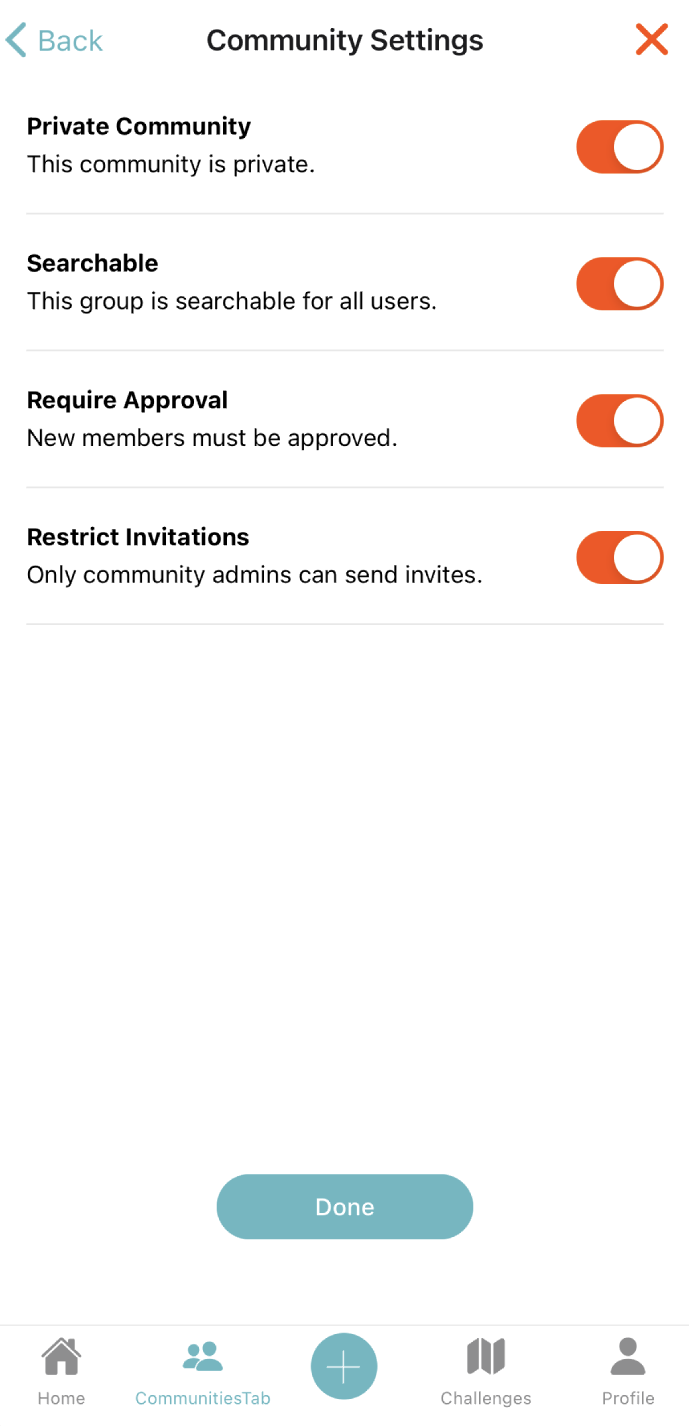 Back
Community Settings
Private Community
This community is private.
Searchable
This group is searchable for all users.
Require Approval
New members must be approved.
Restrict Invitations
Only community admins can send invites.
Done
Home
CommunitiesTab
Challenges
Profile